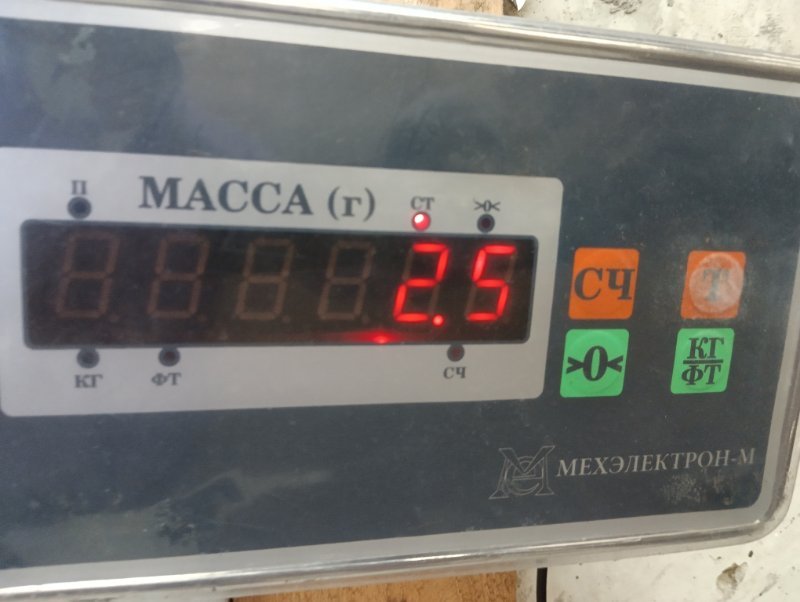 П МАССА (г) СТ >0<
2.5
КГ ФТ СЧ
СЧ Т
>0< КГ/ФТ
МЕХЭЛЕКТРОН-М